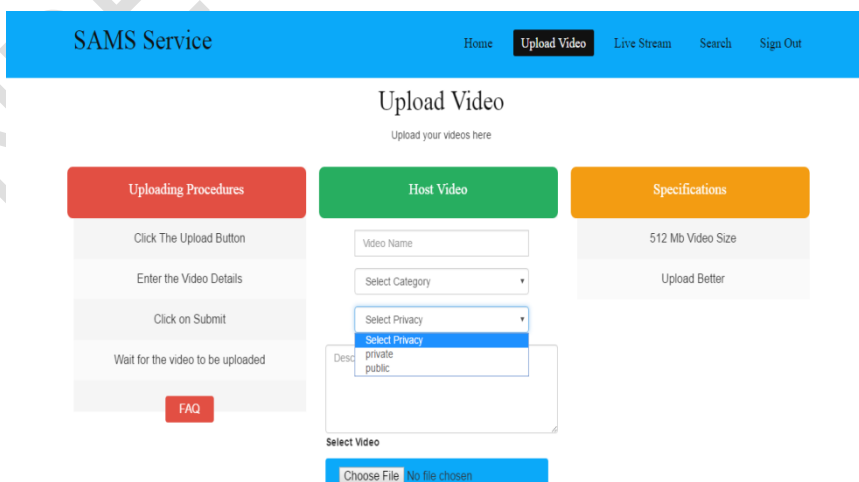 SAMS Service
Home Upload Video Live Stream Search Sign Out
Upload Video
Upload your videos here
Uploading Procedures
Click The Upload Button
Enter the Video Details
Click on Submit
Wait for the video to be uploaded
FAQ
Host Video
Video Name
Select Category
Select Privacy
Select Privacy
private
public
Desc
Select Video
Choose File No file chosen
Specifications
512 Mb Video Size
Upload Better